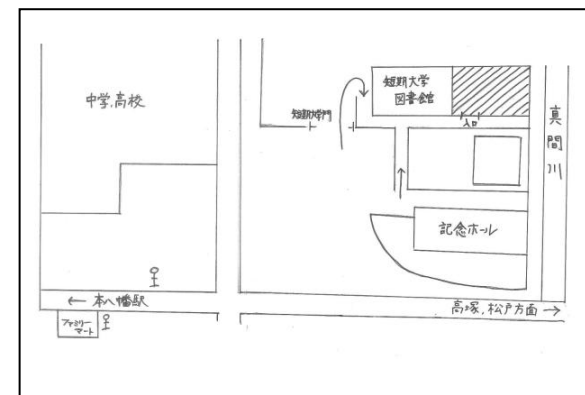 中学,高校
短期大学
図書館
短期大学門
入口
真間川
記念ホール
← 本八幡駅
高塚,松戸方面 →
ファミリー
マート